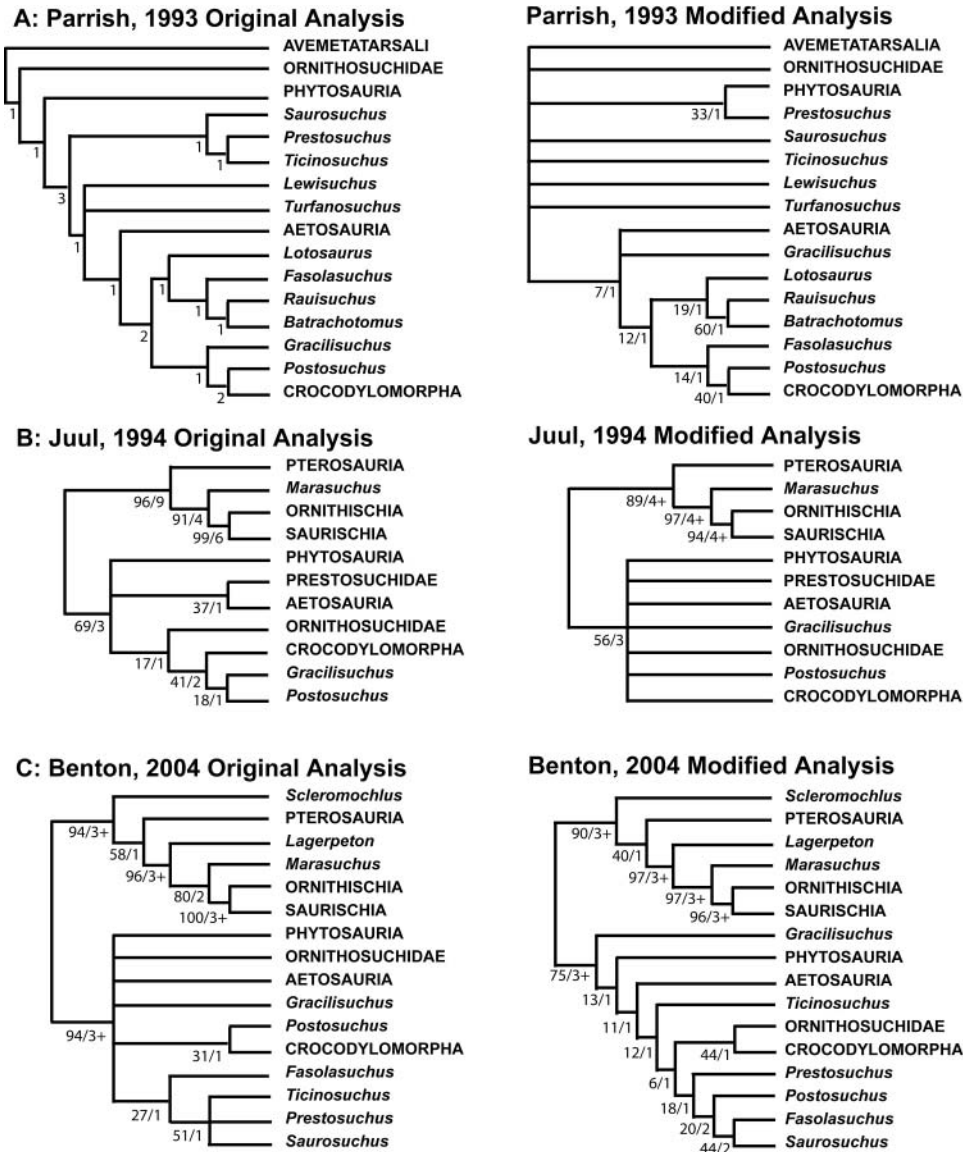 A: Parrish, 1993 Original Analysis
AVEMETATARSALI
ORNITHOSUCHIDAE
PHYTOSAURIA
Saurosuchus
Prestosuchus
Ticinosuchus
Lewisuchus
Turfanosuchus
AETOSAURIA
Lotosaurus
Fasolasuchus
Rauisuchus
Batrachotomus
Gracilisuchus
Postosuchus
CROCODYLOMORPHA
1
1
1
1
3
1
1
1
1
1
2
1
2
Parrish, 1993 Modified Analysis
AVEMETATARSALIA
ORNITHOSUCHIDAE
PHYTOSAURIA
33/1
Prestosuchus
Saurosuchus
Ticinosuchus
Lewisuchus
Turfanosuchus
AETOSAURIA
Gracilisuchus
Lotosaurus
7/1
19/1
Rauisuchus
60/1
Batrachotomus
12/1
Fasolasuchus
14/1
Postosuchus
40/1
CROCODYLOMORPHA
B: Juul, 1994 Original Analysis
PTEROSAURIA
96/9
Marasuchus
91/4
ORNITHISCHIA
99/6
SAURISCHIA
PHYTOSAURIA
PRESTOSUCHIDAE
37/1
AETOSAURIA
69/3
ORNITHOSUCHIDAE
17/1
CROCODYLOMORPHA
41/2
Gracilisuchus
18/1
Postosuchus
Juul, 1994 Modified Analysis
PTEROSAURIA
89/4+
Marasuchus
97/4+
ORNITHISCHIA
94/4+
SAURISCHIA
PHYTOSAURIA
PRESTOSUCHIDAE
AETOSAURIA
Gracilisuchus
56/3
ORNITHOSUCHIDAE
Postosuchus
CROCODYLOMORPHA
C: Benton, 2004 Original Analysis
Scleromochlus
94/3+
PTEROSAURIA
58/1
Lagerpeton
96/3+
Marasuchus
80/2
ORNITHISCHIA
100/3+
SAURISCHIA
PHYTOSAURIA
ORNITHOSUCHIDAE
AETOSAURIA
Gracilisuchus
94/3+
Postosuchus
31/1
CROCODYLOMORPHA
Fasolasuchus
27/1
Ticinosuchus
51/1
Prestosuchus
Saurosuchus
Benton, 2004 Modified Analysis
Scleromochlus
90/3+
PTEROSAURIA
40/1
Lagerpeton
97/3+
Marasuchus
97/3+
ORNITHISCHIA
96/3+
SAURISCHIA
Gracilisuchus
75/3+
PHYTOSAURIA
13/1
AETOSAURIA
11/1
Ticinosuchus
12/1
ORNITHOSUCHIDAE
44/1
CROCODYLOMORPHA
6/1
Prestosuchus
18/1
Postosuchus
20/2
Fasolasuchus
44/2
Saurosuchus